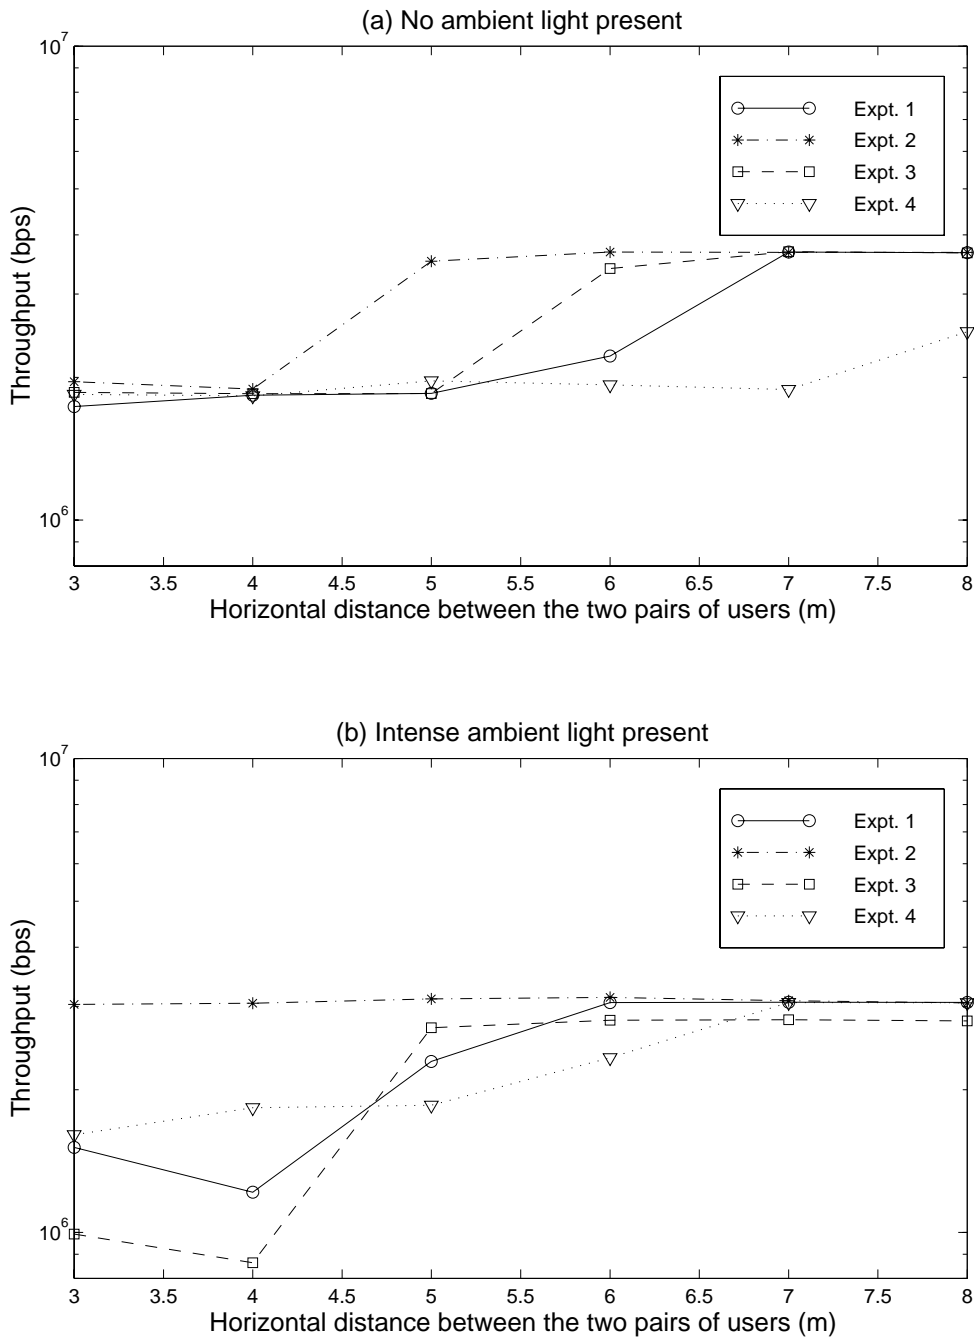 (a) No ambient light present
10^7
Expt. 1
Expt. 2
Expt. 3
Expt. 4
Throughput (bps)
10^6
3 3.5 4 4.5 5 5.5 6 6.5 7 7.5 8
Horizontal distance between the two pairs of users (m)
(b) Intense ambient light present
10^7
Expt. 1
Expt. 2
Expt. 3
Expt. 4
Throughput (bps)
10^6
3 3.5 4 4.5 5 5.5 6 6.5 7 7.5 8
Horizontal distance between the two pairs of users (m)